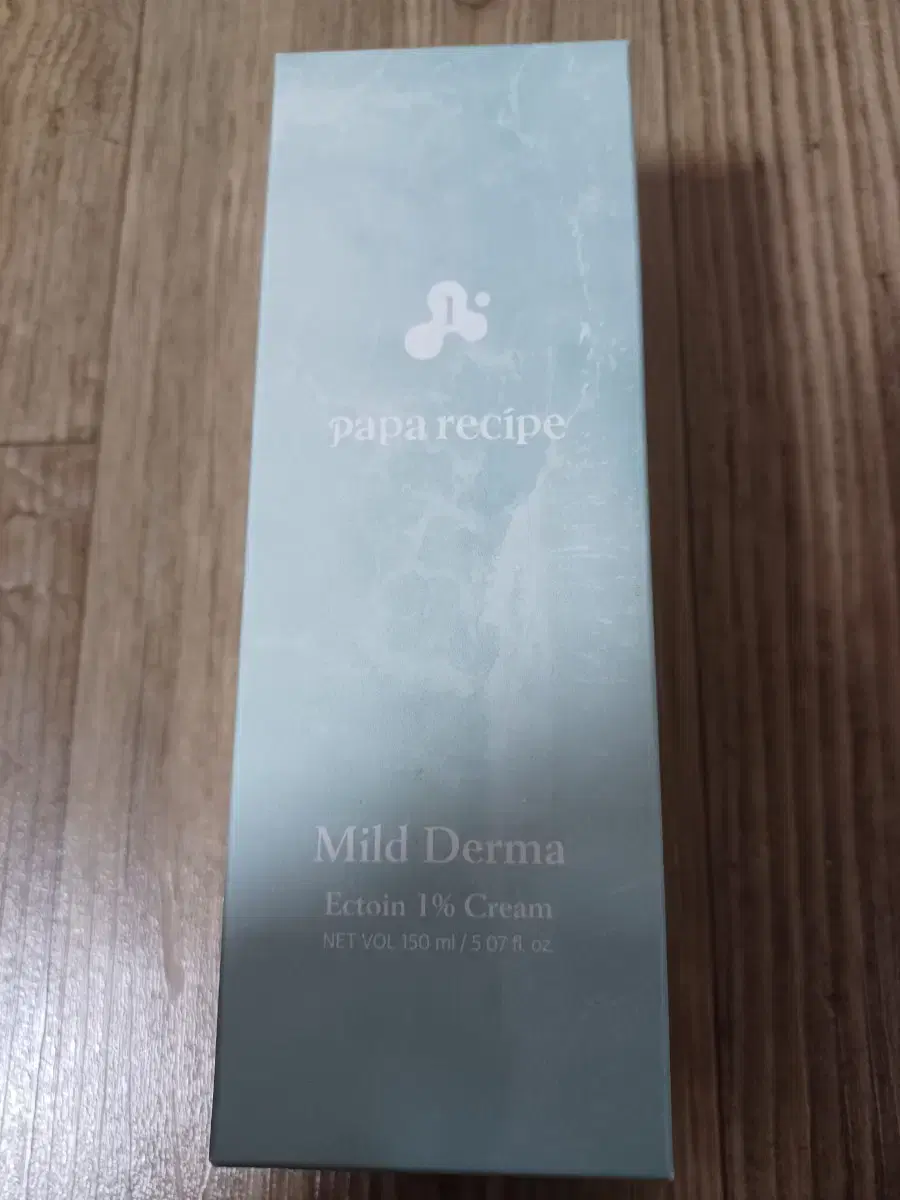 papa recipe
Mild Derma
Ectoin 1% Cream
NET VOL 150 ml / 5.07 fl. oz.